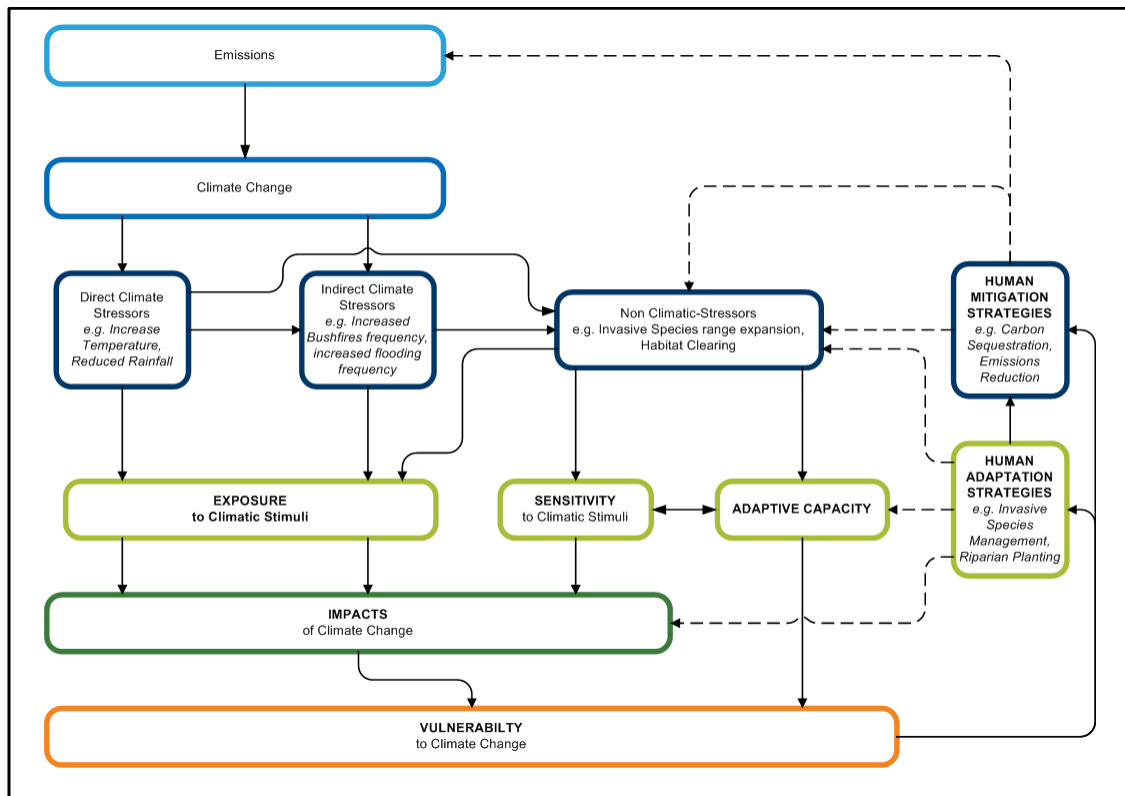 Emissions
Climate Change
Direct Climate
Stressors
e.g. Increase
Temperature,
Reduced Rainfall
Indirect Climate
Stressors
e.g. Increased
Bushfires frequency,
increased flooding
frequency
Non Climatic-Stressors
e.g. Invasive Species range expansion,
Habitat Clearing
HUMAN
MITIGATION
STRATEGIES
e.g. Carbon
Sequestration,
Emissions
Reduction
HUMAN
ADAPTATION
STRATEGIES
e.g. Invasive
Species
Management,
Riparian Planting
EXPOSURE
to Climatic Stimuli
SENSITIVITY
to Climatic Stimuli
ADAPTIVE CAPACITY
IMPACTS
of Climate Change
VULNERABILTY
to Climate Change